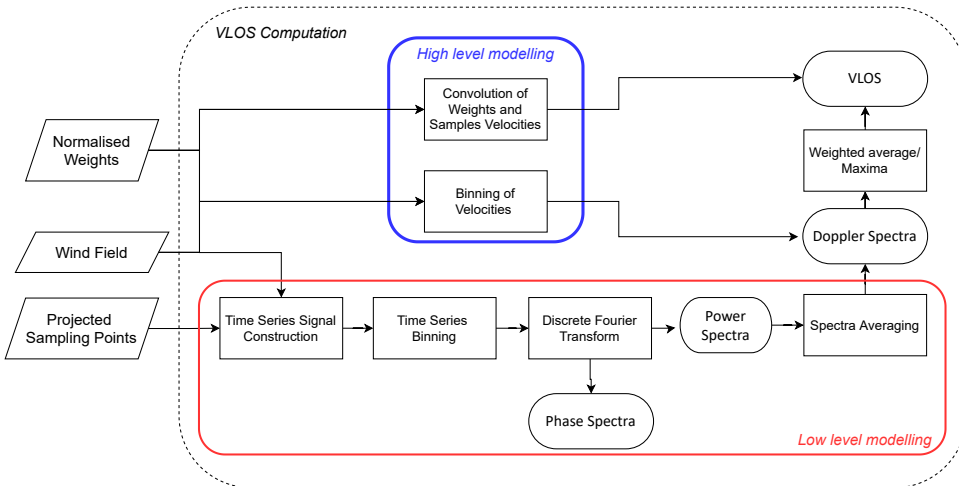 VLOS Computation
High level modelling
Convolution of
Weights and
Samples Velocities
VLOS
Normalised
Weights
Weighted average/
Maxima
Binning of
Velocities
Doppler Spectra
Wind Field
Projected
Sampling Points
Time Series Signal
Construction
Time Series
Binning
Discrete Fourier
Transform
Power
Spectra
Spectra Averaging
Phase Spectra
Low level modelling